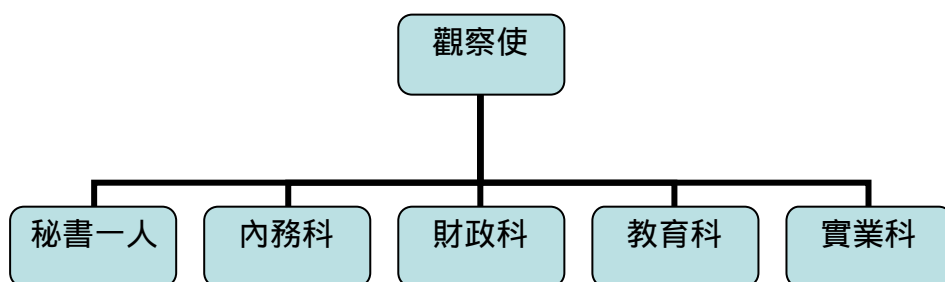 觀察使
秘書一人
內務科
財政科
教育科
實業科